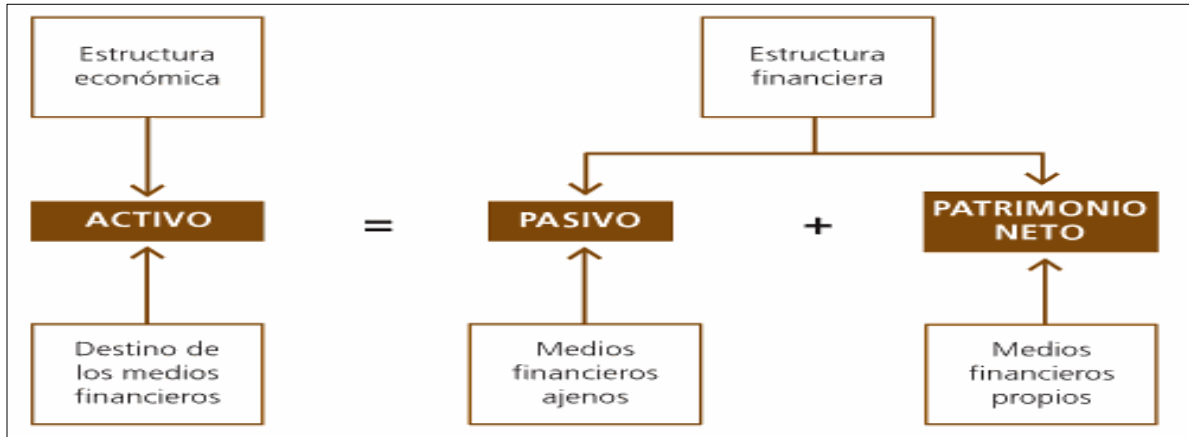 Estructura
económica
Estructura
financiera
ACTIVO
=
PASIVO
+
PATRIMONIO
NETO
Destino de
los medios
financieros
Medios
financieros
ajenos
Medios
financieros
propios